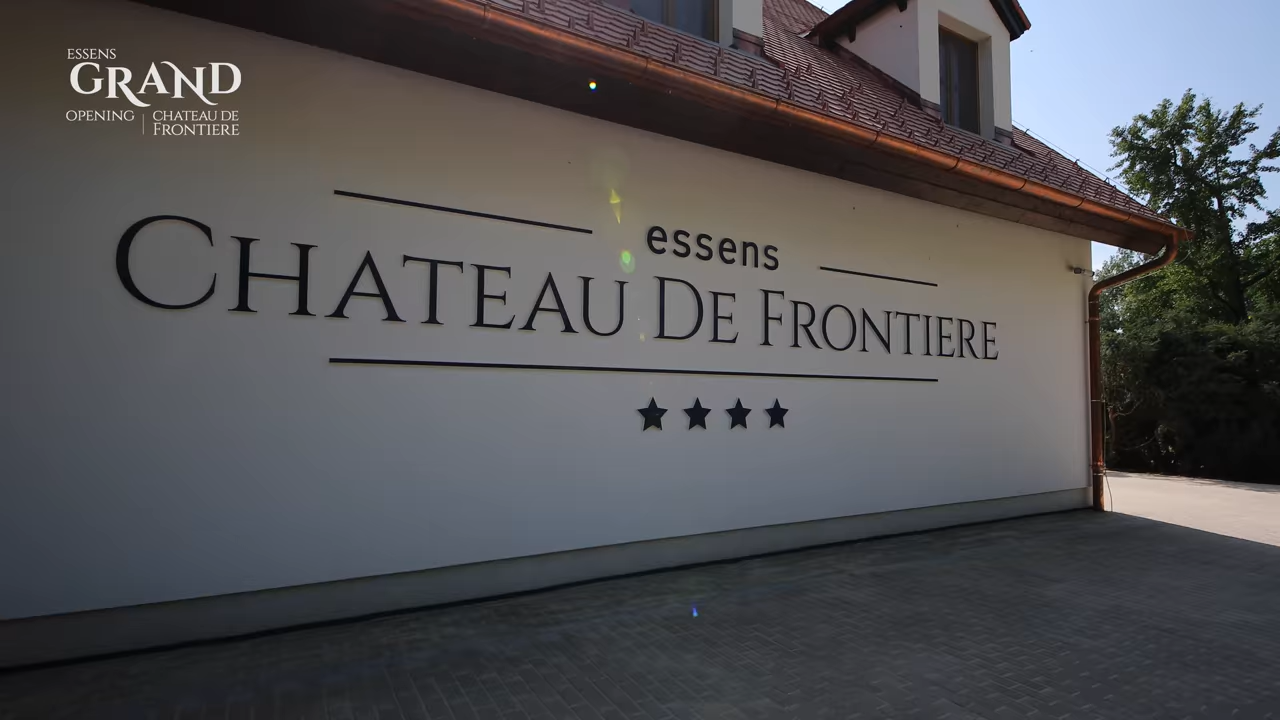 ESSENS
GRAND
OPENING | CHATEAU DE
FRONTIERE
essens
CHATEAU DE FRONTIERE